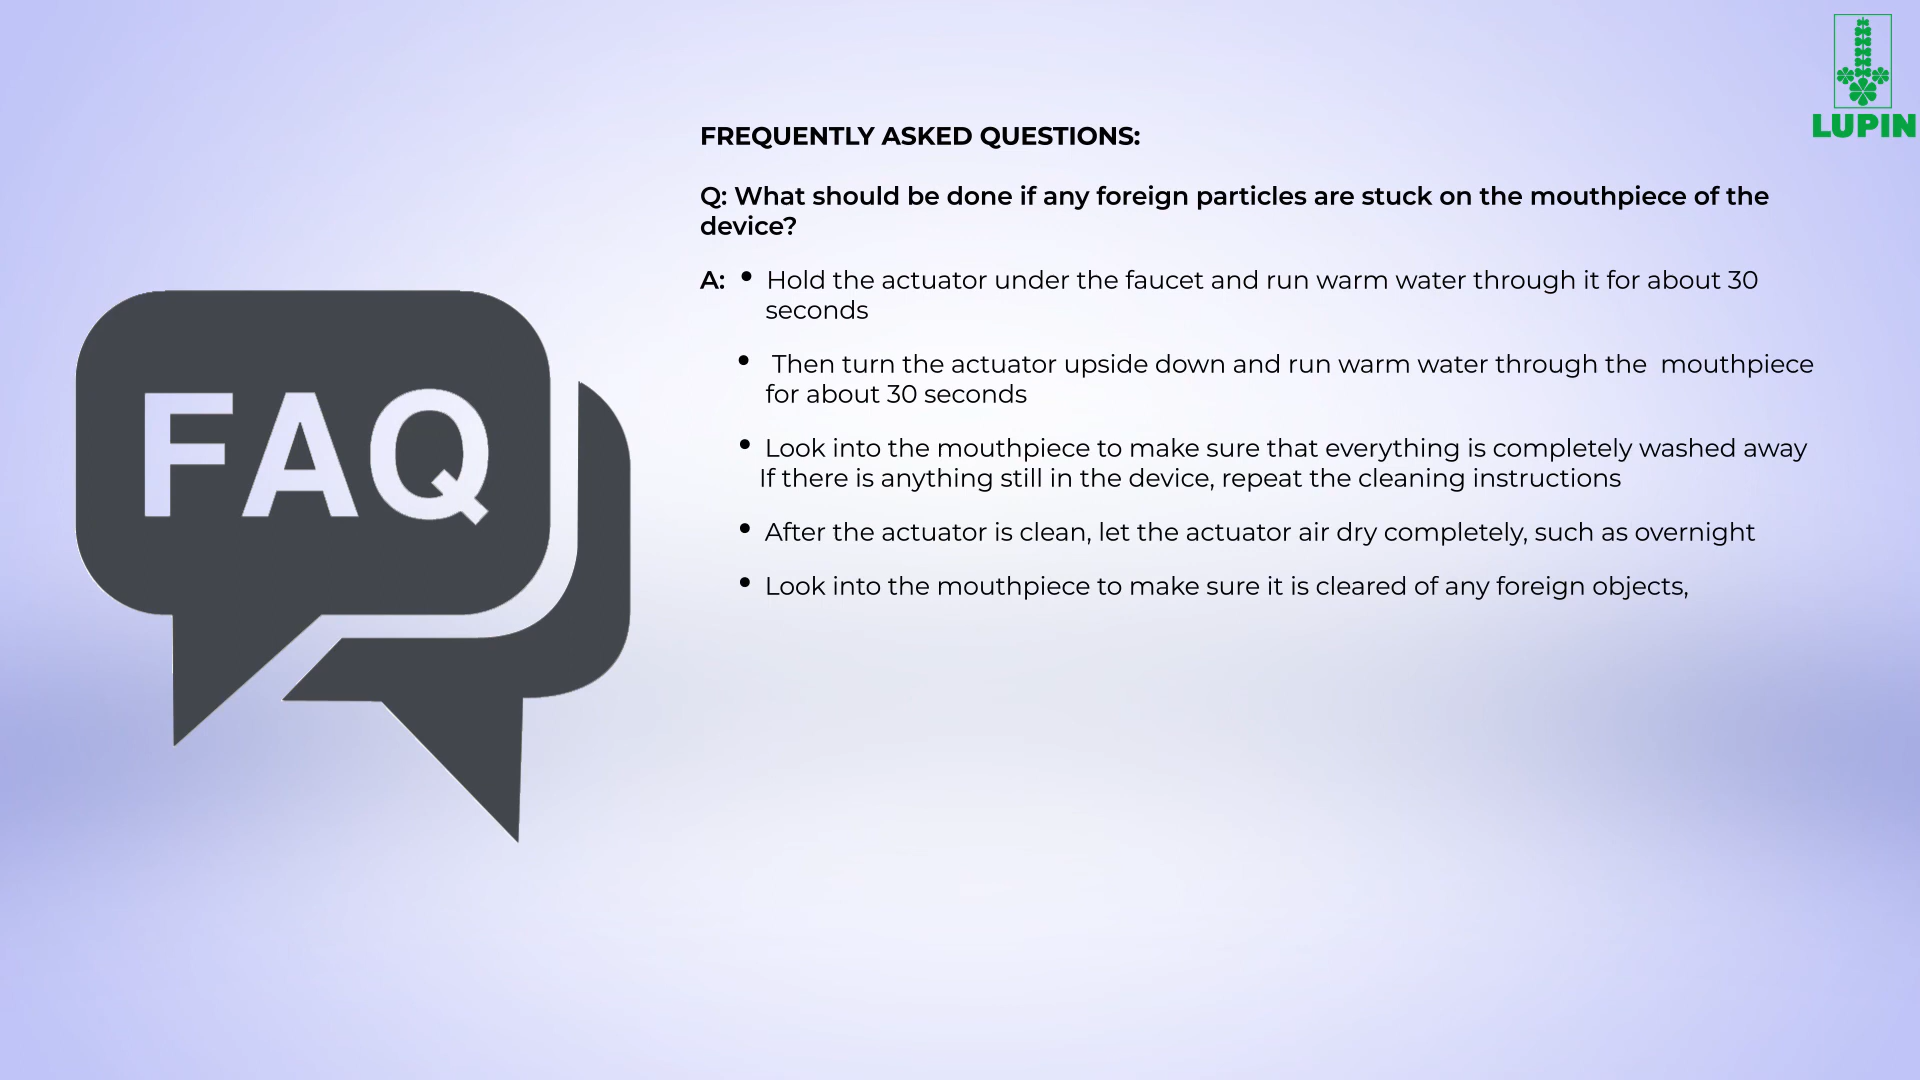 LUPIN
FREQUENTLY ASKED QUESTIONS:
Q: What should be done if any foreign particles are stuck on the mouthpiece of the
device?
A: • Hold the actuator under the faucet and run warm water through it for about 30
seconds
• Then turn the actuator upside down and run warm water through the mouthpiece
for about 30 seconds
• Look into the mouthpiece to make sure that everything is completely washed away
If there is anything still in the device, repeat the cleaning instructions
• After the actuator is clean, let the actuator air dry completely, such as overnight
• Look into the mouthpiece to make sure it is cleared of any foreign objects,
FAQ